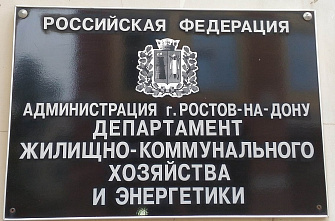 РОССИЙСКАЯ ФЕДЕРАЦИЯ
АДМИНИСТРАЦИЯ г. РОСТОВ-НА-ДОНУ
ДЕПАРТАМЕНТ
ЖИЛИЩНО-КОММУНАЛЬНОГО
ХОЗЯЙСТВА
И ЭНЕРГЕТИКИ